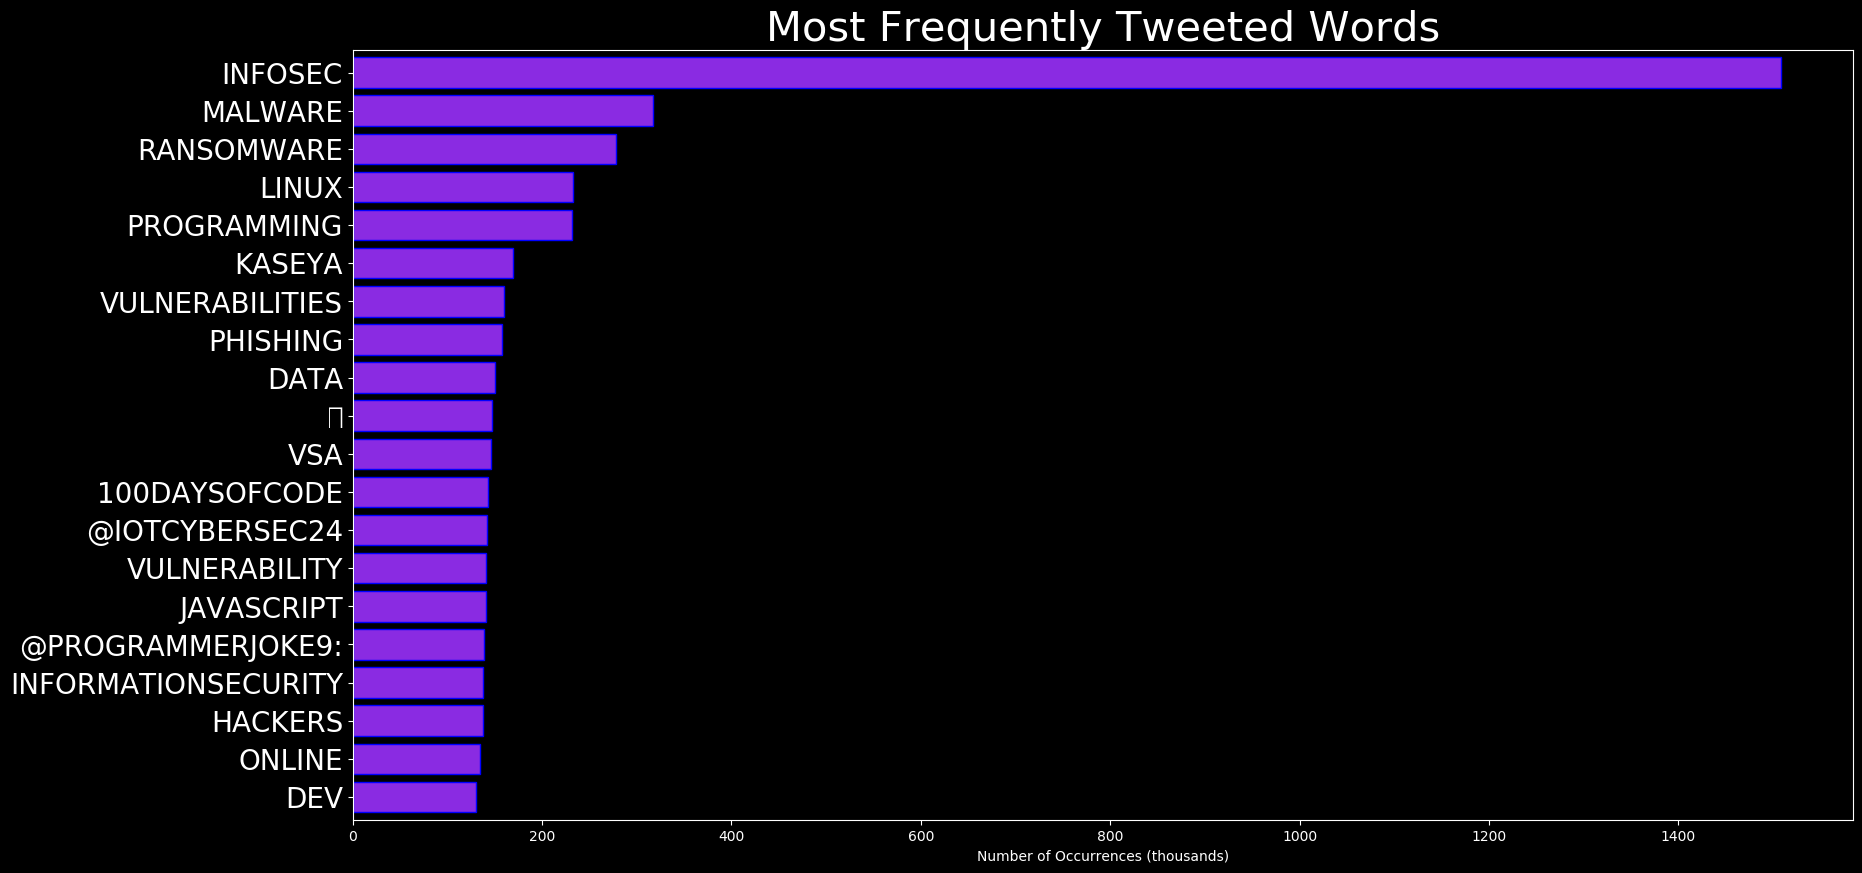 Most Frequently Tweeted Words
INFOSEC
MALWARE
RANSOMWARE
LINUX
PROGRAMMING
KASEYA
VULNERABILITIES
PHISHING
DATA
VSA
100DAYSOFCODE
@IOTCYBERSEC24
VULNERABILITY
JAVASCRIPT
@PROGRAMMERJOKE9:
INFORMATIONSECURITY
HACKERS
ONLINE
DEV
0 200 400 600 800 1000 1200 1400
Number of Occurrences (thousands)